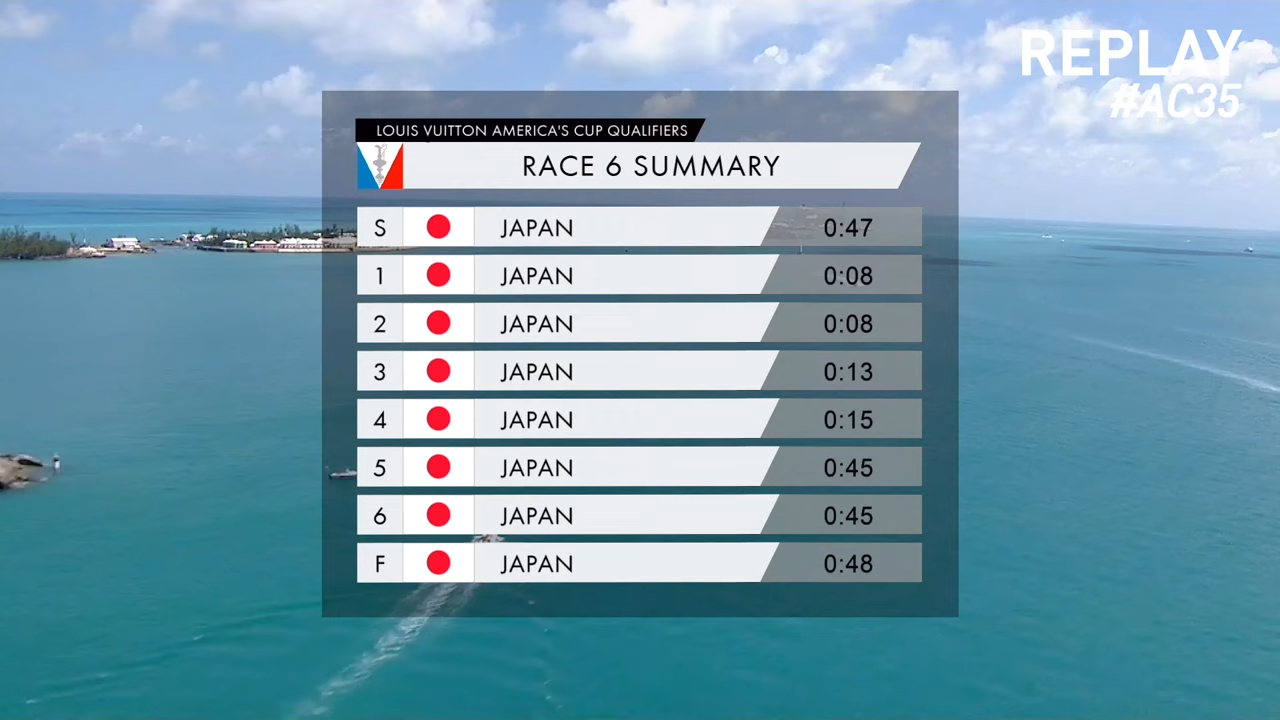 REPLAY
#AC35
LOUIS VUITTON AMERICA'S CUP QUALIFIERS
RACE 6 SUMMARY
S JAPAN 0:47
1 JAPAN 0:08
2 JAPAN 0:08
3 JAPAN 0:13
4 JAPAN 0:15
5 JAPAN 0:45
6 JAPAN 0:45
F JAPAN 0:48